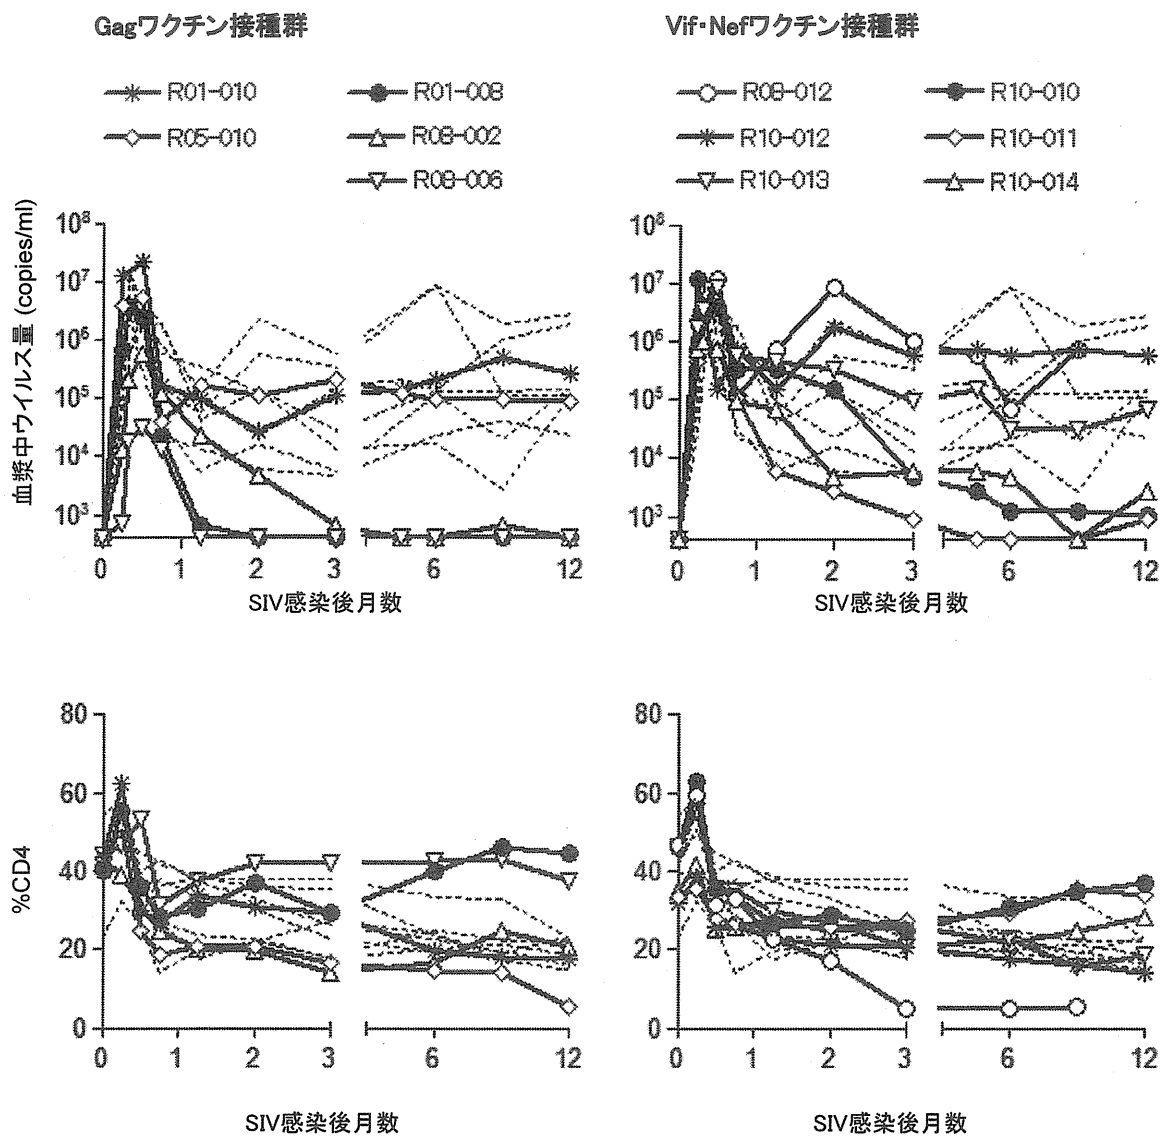 Gagワクチン接種群
Vif・Nefワクチン接種群
R01-010
R01-008
R05-010
R08-002
R08-006
R08-012
R10-010
R10-012
R10-011
R10-013
R10-014
血漿中ウイルス量 (copies/ml)
10⁸
10⁷
10⁶
10⁵
10⁴
10³
0 1 2 3 6 12
SIV感染後月数
10⁸
10⁷
10⁶
10⁵
10⁴
10³
0 1 2 3 6 12
SIV感染後月数
%CD4
80
60
40
20
0
0 1 2 3 6 12
SIV感染後月数
80
60
40
20
0
0 1 2 3 6 12
SIV感染後月数